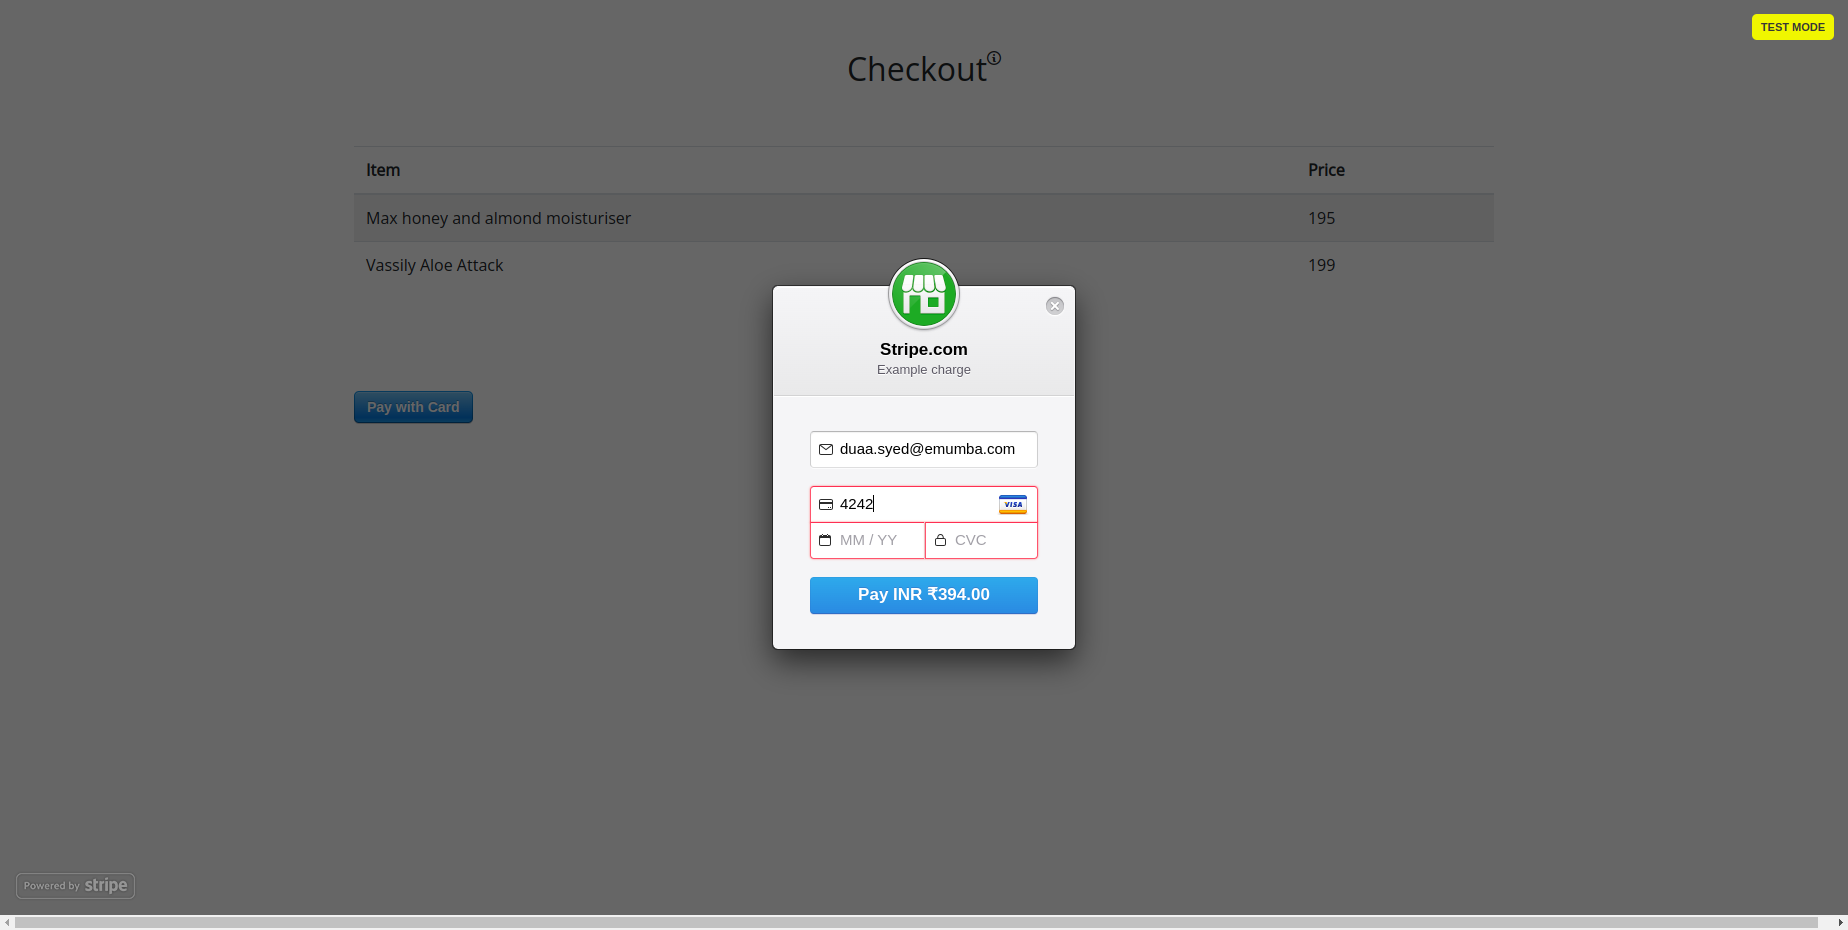 TEST MODE
Checkout
Item Price
Max honey and almond moisturiser 195
Vassily Aloe Attack 199
Stripe.com
Example charge
Pay with Card
duaa.syed@emumba.com
4242 VISA
MM / YY CVC
Pay INR ₹394.00
Powered by stripe